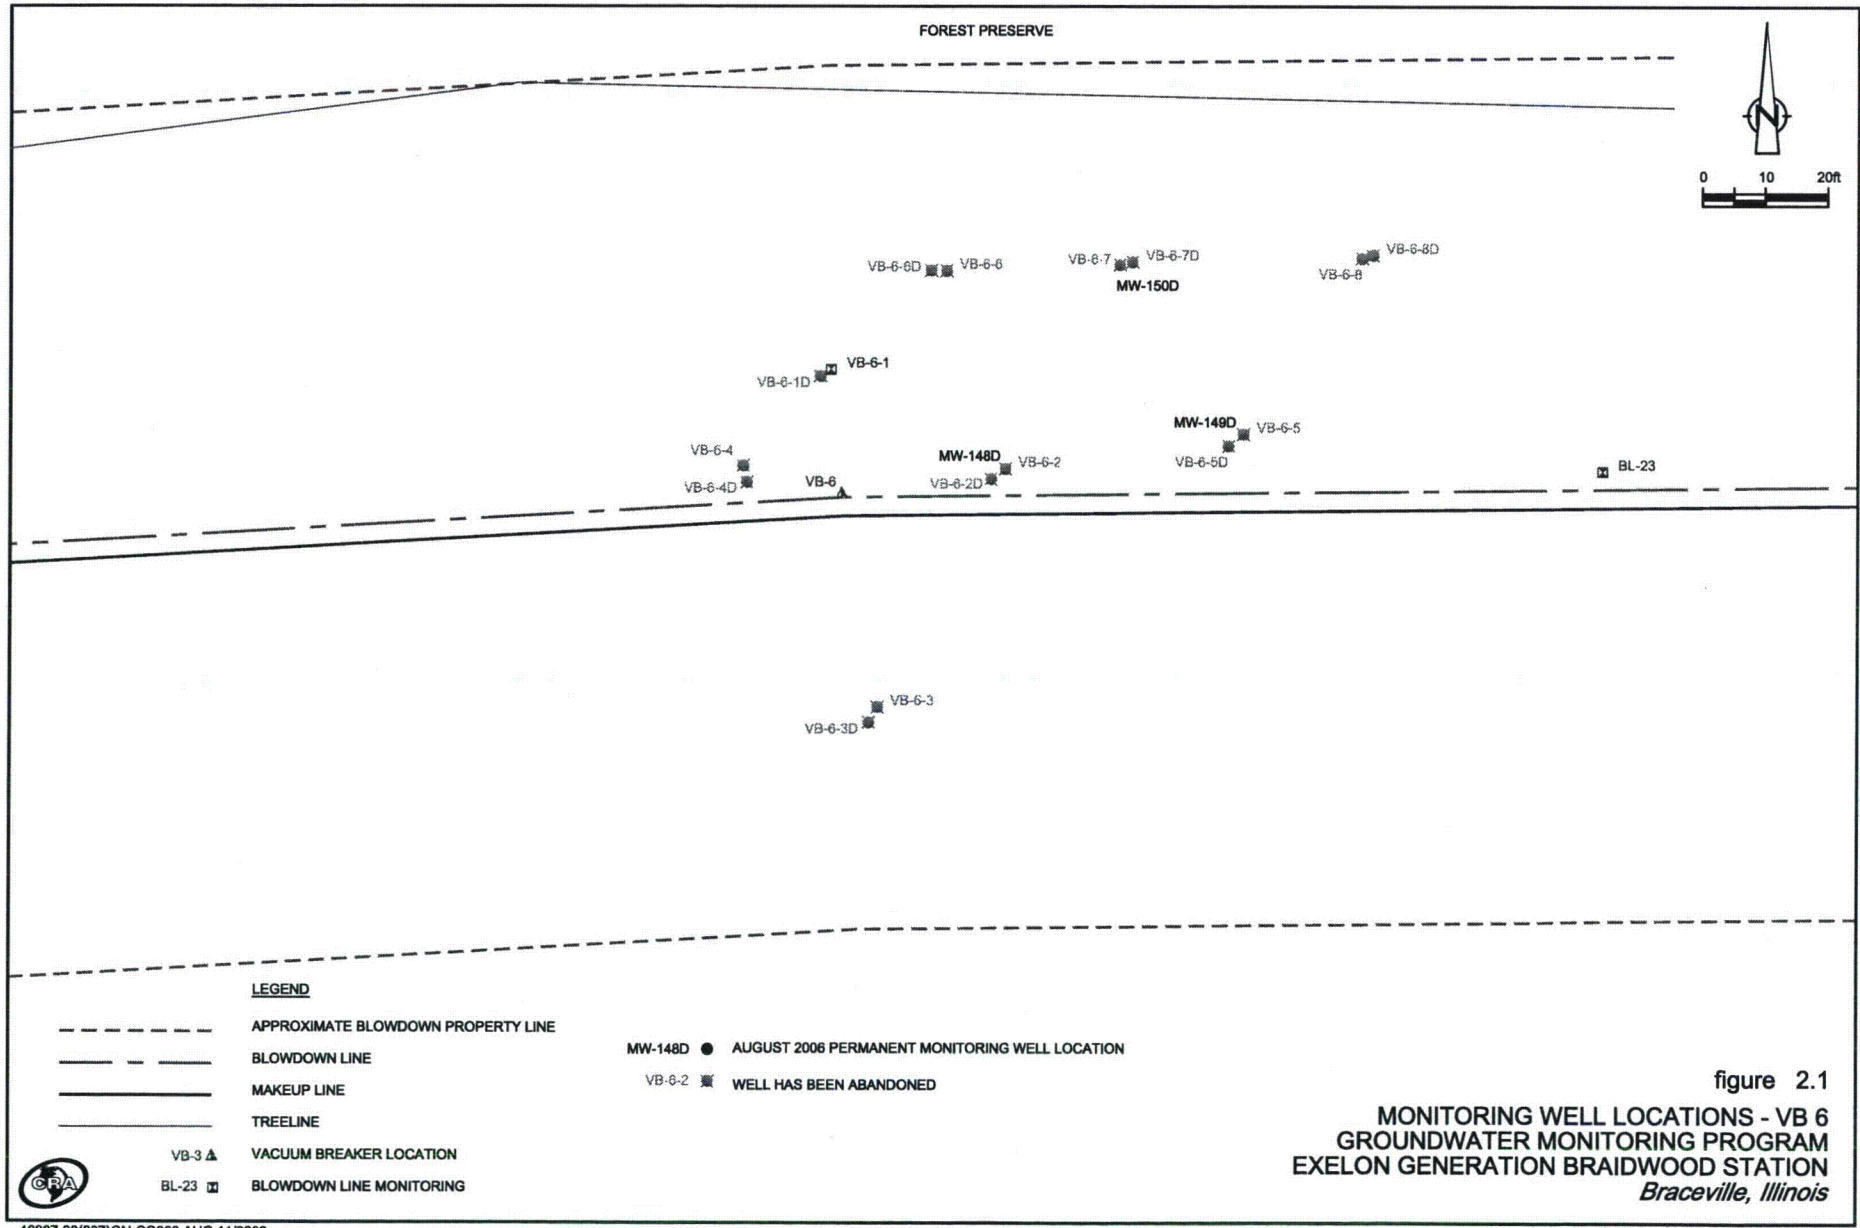 FOREST PRESERVE
N
0 10 20ft
VB-6-6D VB-6-6
VB-6-7 VB-6-7D
MW-150D
VB-6-8 VB-6-8D
VB-6-1
VB-6-1D
VB-6-4
VB-6-4D
VB-6
MW-148D
VB-6-2
VB-6-2D
MW-149D
VB-6-5
VB-6-5D
BL-23
VB-6-3
VB-6-3D
LEGEND
APPROXIMATE BLOWDOWN PROPERTY LINE
BLOWDOWN LINE
MAKEUP LINE
TREELINE
VB-3 VACUUM BREAKER LOCATION
BL-23 BLOWDOWN LINE MONITORING
MW-148D AUGUST 2006 PERMANENT MONITORING WELL LOCATION
VB-6-2 WELL HAS BEEN ABANDONED
CRA
figure 2.1
MONITORING WELL LOCATIONS - VB 6
GROUNDWATER MONITORING PROGRAM
EXELON GENERATION BRAIDWOOD STATION
Braceville, Illinois